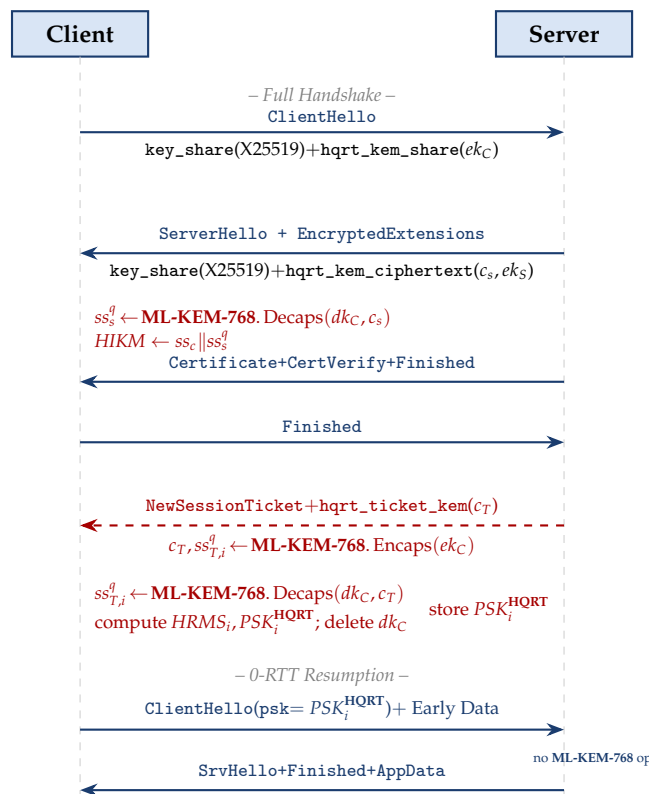 Client Server
– Full Handshake –
ClientHello
key_share(X25519)+hqrt_kem_share(ek_C)
ServerHello + EncryptedExtensions
key_share(X25519)+hqrt_kem_ciphertext(c_s, ek_S)
ss_s^q ← ML-KEM-768. Decaps(dk_C, c_s)
HIKM ← ss_c‖ss_s^q
Certificate+CertVerify+Finished
Finished
NewSessionTicket+hqrt_ticket_kem(c_T)
c_T, ss_{T,i}^q ← ML-KEM-768. Encaps(ek_C)
ss_{T,i}^q ← ML-KEM-768. Decaps(dk_C, c_T)
compute HRMS_i, PSK_i^HQRT; delete dk_C
store PSK_i^HQRT
– 0-RTT Resumption –
ClientHello(psk= PSK_i^HQRT)+ Early Data
no ML-KEM-768 op
SrvHello+Finished+AppData